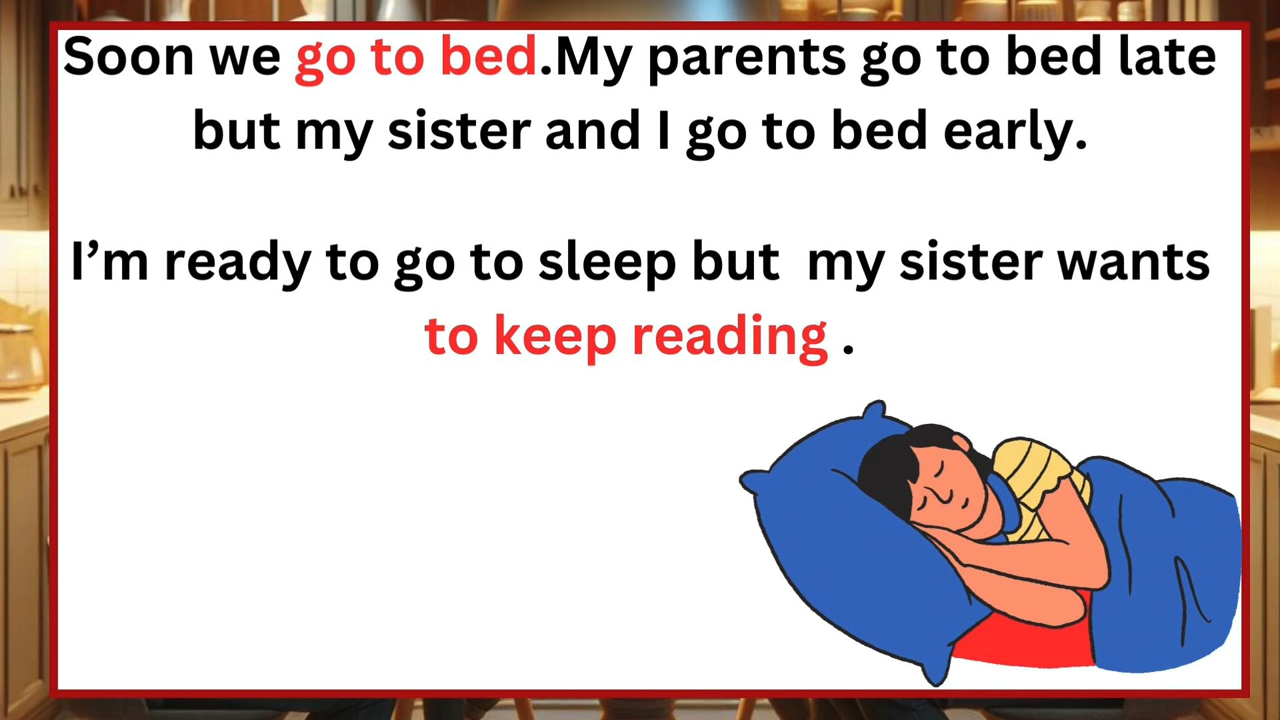 Soon we go to bed.My parents go to bed late
but my sister and I go to bed early.
I’m ready to go to sleep but  my sister wants
to keep reading .